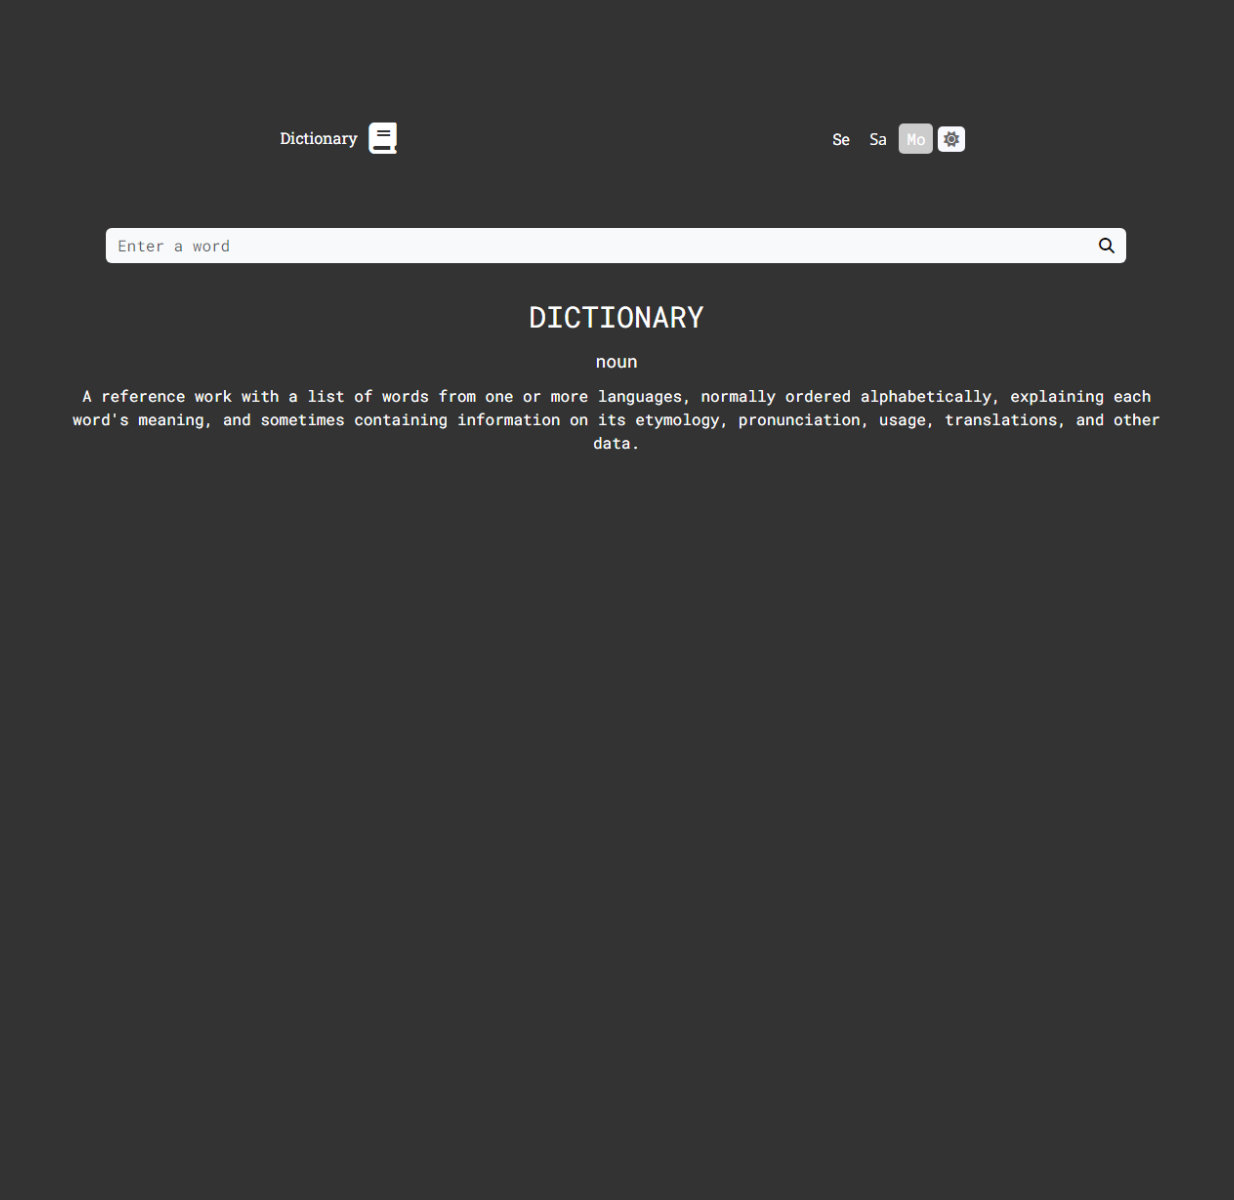 Dictionary
Se Sa Mo
Enter a word
DICTIONARY
noun
A reference work with a list of words from one or more languages, normally ordered alphabetically, explaining each
word's meaning, and sometimes containing information on its etymology, pronunciation, usage, translations, and other
data.